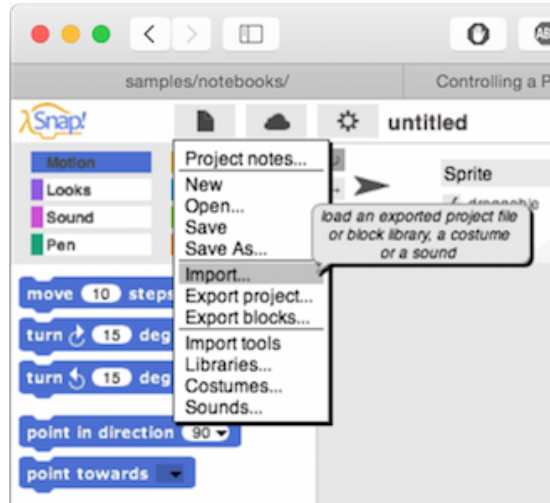 samples/notebooks/
Controlling a P
Snap!
untitled
Motion
Looks
Sound
Pen
Project notes...
New
Open...
Save
Save As...
Import...
Export project...
Export blocks...
Import tools
Libraries...
Costumes...
Sounds...
Sprite
draggable
load an exported project file
or block library, a costume
or a sound
move 10 steps
turn 15 deg
turn 15 deg
point in direction 90
point towards